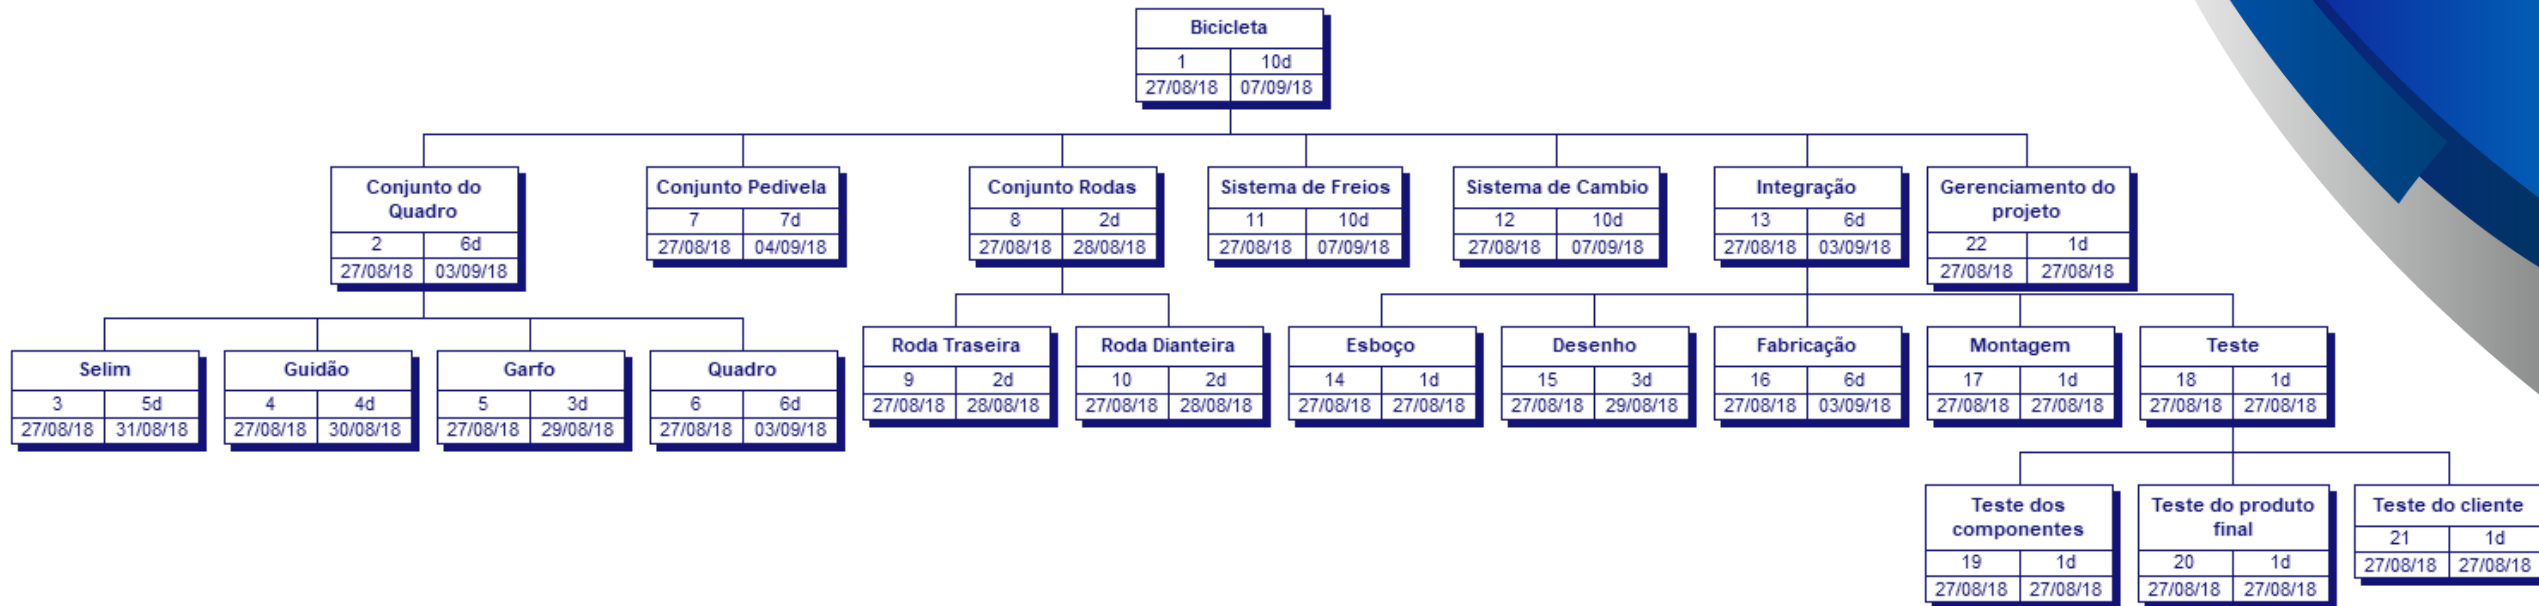 Bicicleta
1 10d
27/08/18 07/09/18
Conjunto do
Quadro
2 6d
27/08/18 03/09/18
Conjunto Pedivela
7 7d
27/08/18 04/09/18
Conjunto Rodas
8 2d
27/08/18 28/08/18
Sistema de Freios
11 10d
27/08/18 07/09/18
Sistema de Cambio
12 10d
27/08/18 07/09/18
Integração
13 6d
27/08/18 03/09/18
Gerenciamento do
projeto
22 1d
27/08/18 27/08/18
Selim
3 5d
27/08/18 31/08/18
Guidão
4 4d
27/08/18 30/08/18
Garfo
5 3d
27/08/18 29/08/18
Quadro
6 6d
27/08/18 03/09/18
Roda Traseira
9 2d
27/08/18 28/08/18
Roda Dianteira
10 2d
27/08/18 28/08/18
Esboço
14 1d
27/08/18 27/08/18
Desenho
15 3d
27/08/18 29/08/18
Fabricação
16 6d
27/08/18 03/09/18
Montagem
17 1d
27/08/18 27/08/18
Teste
18 1d
27/08/18 27/08/18
Teste dos
componentes
19 1d
27/08/18 27/08/18
Teste do produto
final
20 1d
27/08/18 27/08/18
Teste do cliente
21 1d
27/08/18 27/08/18